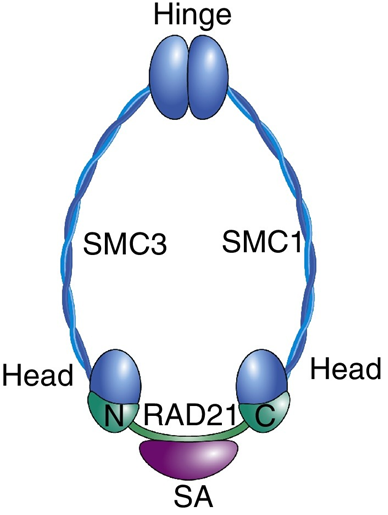 Hinge
SMC3
SMC1
Head
Head
N
RAD21
C
SA